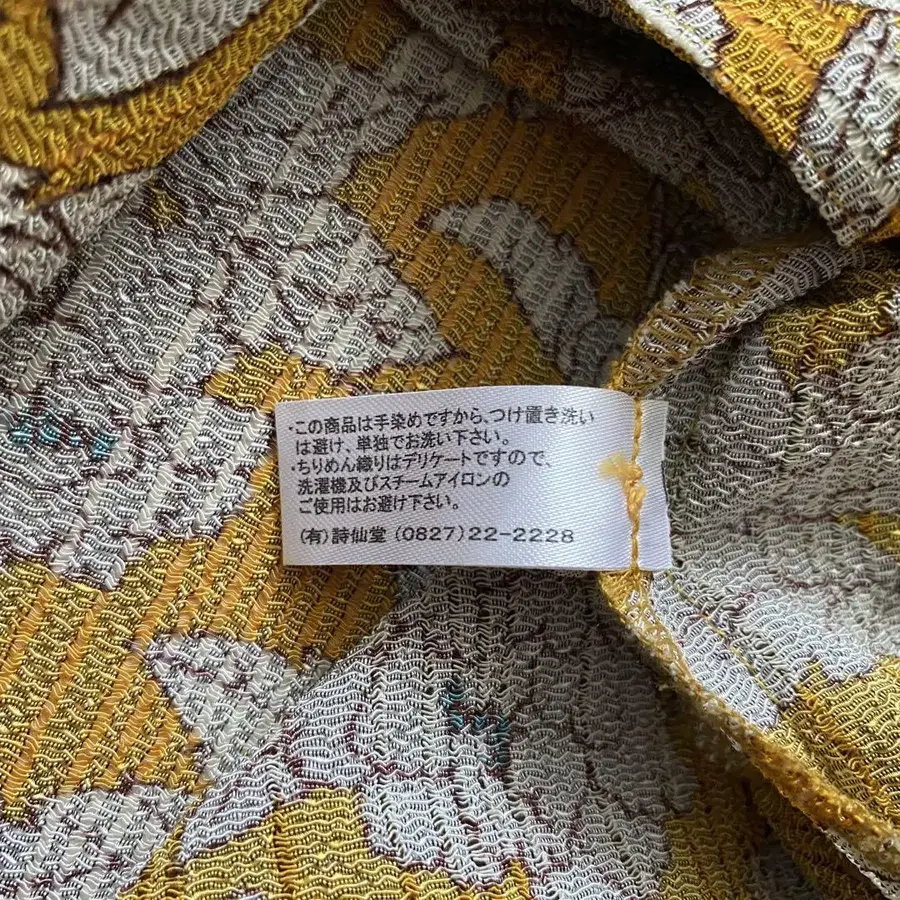 ・この商品は手染めですから、つけ置き洗い
は避け、単独でお洗い下さい。
・ちりめん織りはデリケートですので、
洗濯機及びスチームアイロンの
ご使用はお避け下さい。
(有)詩仙堂 (0827)22-2228